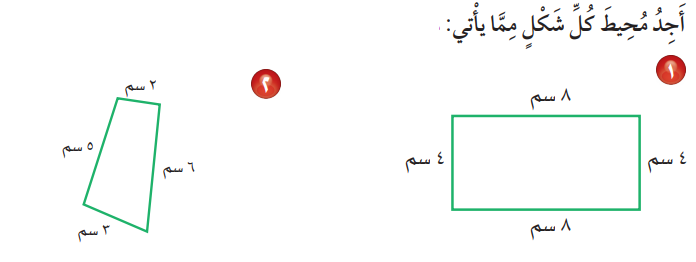 أَجِدُ مُحِيطَ كُلِّ شَكْلٍ مِمَّا يأْتي:
١
٨ سم
٤ سم
٤ سم
٨ سم
٢
٢ سم
٥ سم
٦ سم
٣ سم